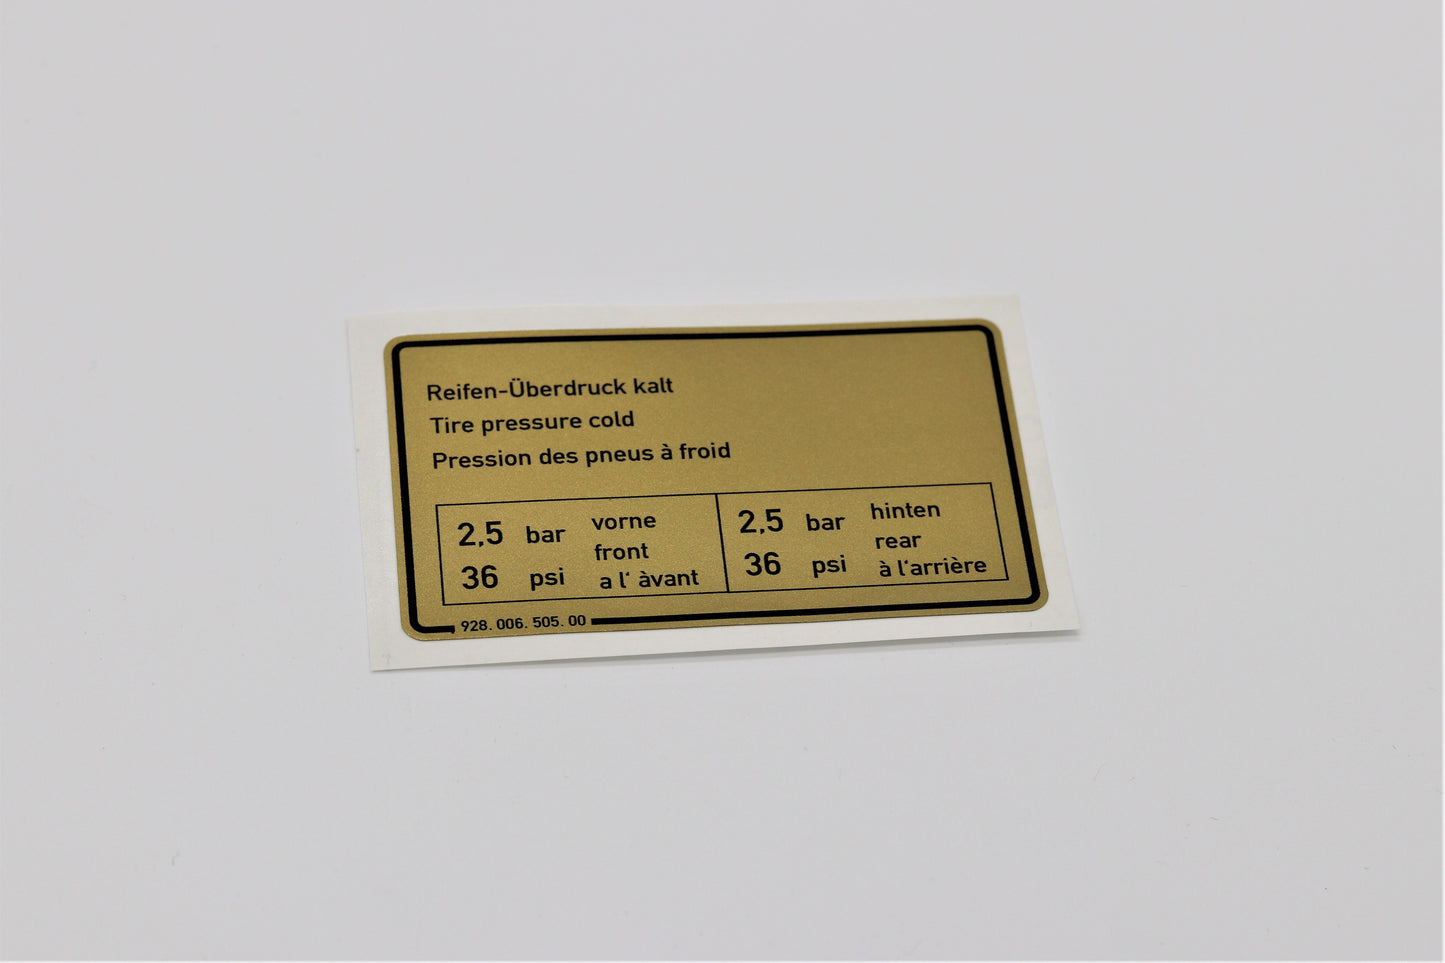 Reifen-Überdruck kalt
Tire pressure cold
Pression des pneus à froid
2,5 bar vorne
36 psi front
a l' àvant
2,5 bar hinten
36 psi rear
à l'arrière
928. 006. 505. 00